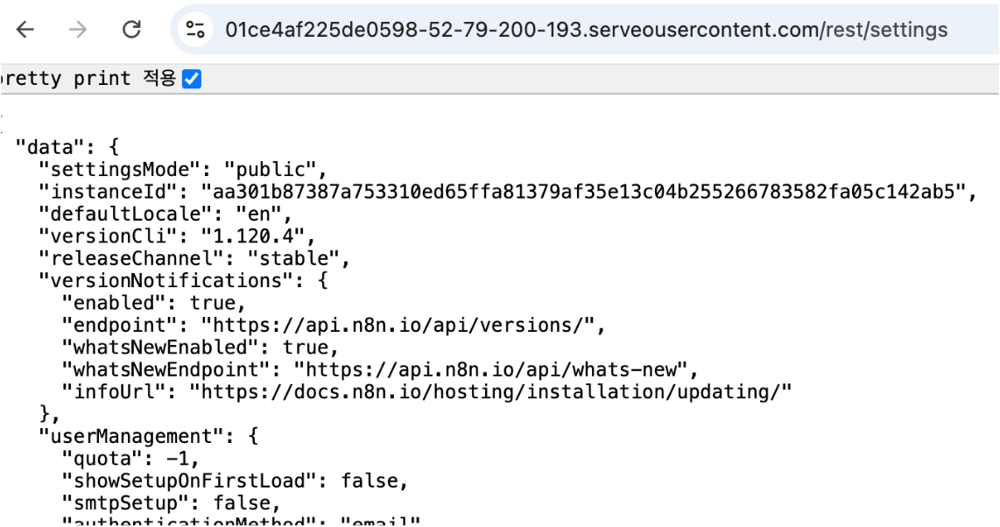 01ce4af225de0598-52-79-200-193.serveousercontent.com/rest/settings
retty print 적용
"data": {
"settingsMode": "public",
"instanceId": "aa301b87387a753310ed65ffa81379af35e13c04b255266783582fa05c142ab5",
"defaultLocale": "en",
"versionCli": "1.120.4",
"releaseChannel": "stable",
"versionNotifications": {
"enabled": true,
"endpoint": "https://api.n8n.io/api/versions/",
"whatsNewEnabled": true,
"whatsNewEndpoint": "https://api.n8n.io/api/whats-new",
"infoUrl": "https://docs.n8n.io/hosting/installation/updating/"
},
"userManagement": {
"quota": -1,
"showSetupOnFirstLoad": false,
"smtpSetup": false,
"authenticationMethod": "email"